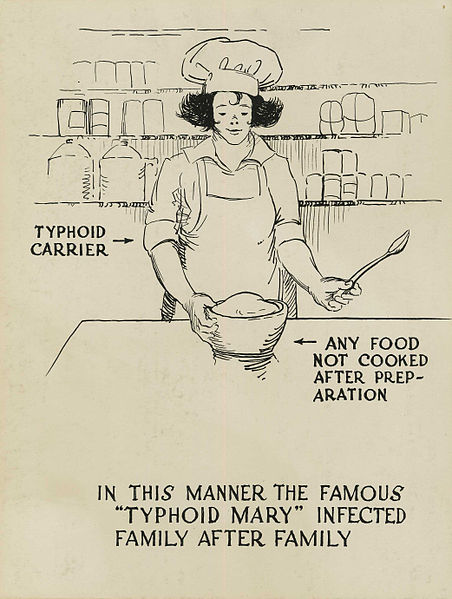 TYPHOID
CARRIER
ANY FOOD
NOT COOKED
AFTER PREP-
ARATION
IN THIS MANNER THE FAMOUS
"TYPHOID MARY" INFECTED
FAMILY AFTER FAMILY